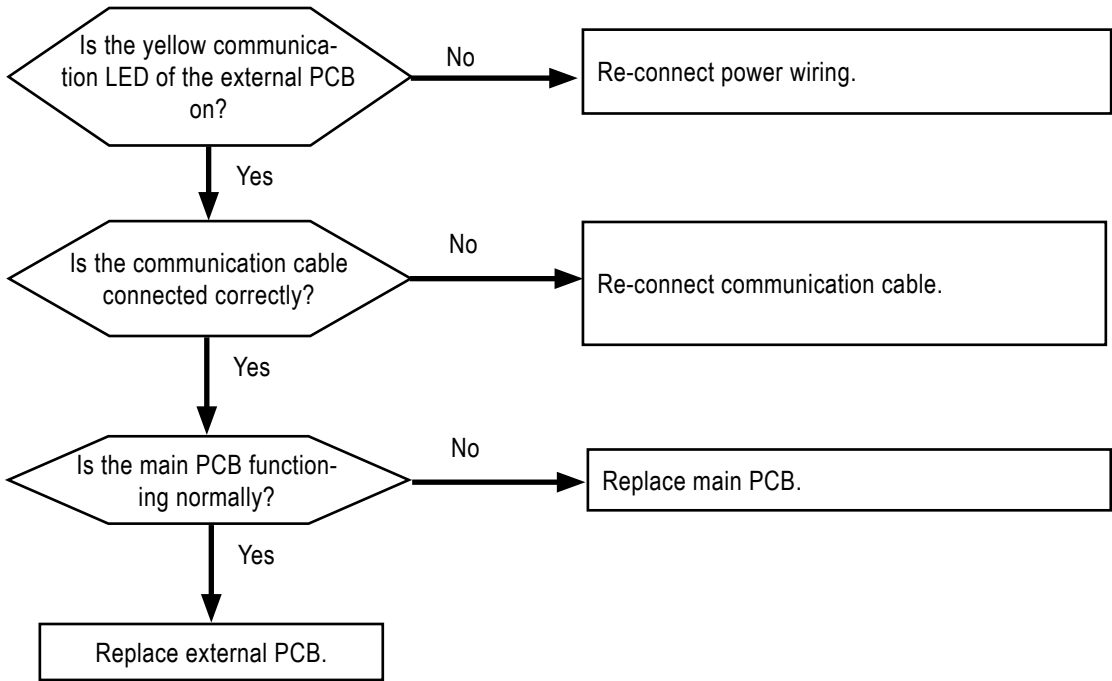 Is the yellow communica-
tion LED of the external PCB
on?
No
Re-connect power wiring.
Yes
Is the communication cable
connected correctly?
No
Re-connect communication cable.
Yes
Is the main PCB function-
ing normally?
No
Replace main PCB.
Yes
Replace external PCB.